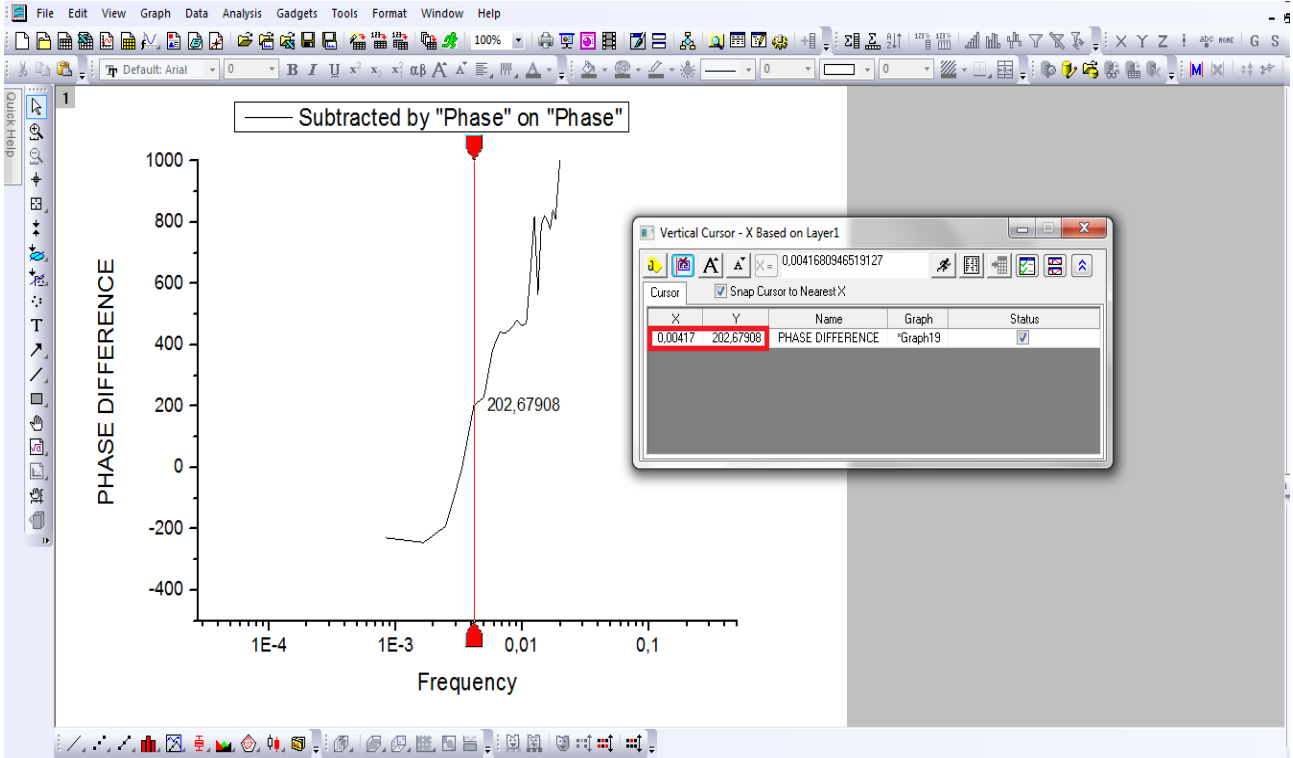 File Edit View Graph Data Analysis Gadgets Tools Format Window Help
100%
X Y Z
G S
Default: Arial 0 B I U x² x₂ αβ A A 0 0
M
Quick Help
1
Subtracted by "Phase" on "Phase"
1000
800
600
400
200
0
-200
-400
PHASE DIFFERENCE
202,67908
1E-4 1E-3 0,01 0,1
Frequency
Vertical Cursor - X Based on Layer1
X = 0,0041680946519127
Cursor Snap Cursor to Nearest X
X Y Name Graph Status
0,00417 202,67908 PHASE DIFFERENCE *Graph19
T